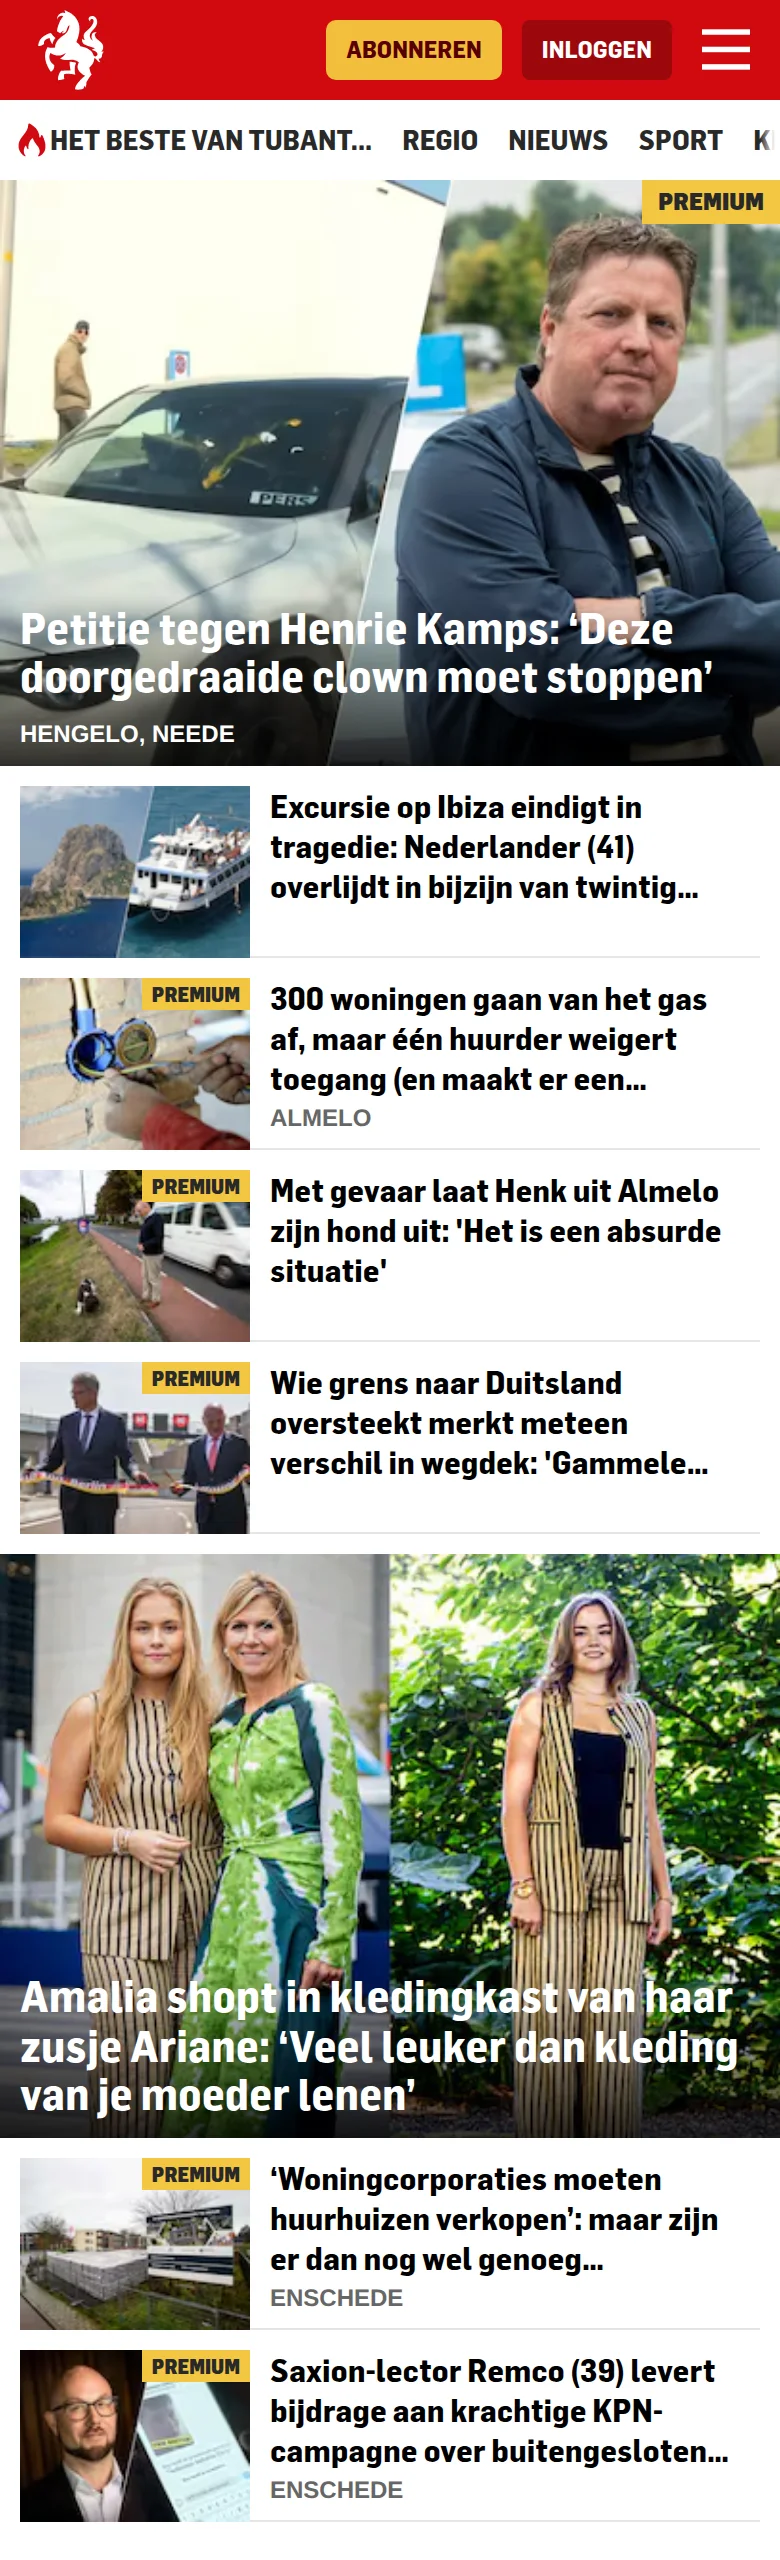 ABONNEREN
INLOGGEN
HET BESTE VAN TUBANT...
REGIO
NIEUWS
SPORT
PREMIUM
PERS
Petitie tegen Henrie Kamps: ‘Deze
doorgedraaide clown moet stoppen’
HENGELO, NEEDE
Excursie op Ibiza eindigt in
tragedie: Nederlander (41)
overlijdt in bijzijn van twintig...
PREMIUM
300 woningen gaan van het gas
af, maar één huurder weigert
toegang (en maakt er een...
ALMELO
PREMIUM
Met gevaar laat Henk uit Almelo
zijn hond uit: 'Het is een absurde
situatie'
PREMIUM
Wie grens naar Duitsland
oversteekt merkt meteen
verschil in wegdek: 'Gammele...
Amalia shopt in kledingkast van haar
zusje Ariane: ‘Veel leuker dan kleding
van je moeder lenen’
PREMIUM
‘Woningcorporaties moeten
huurhuizen verkopen’: maar zijn
er dan nog wel genoeg...
ENSCHEDE
PREMIUM
Saxion-lector Remco (39) levert
bijdrage aan krachtige KPN-
campagne over buitengesloten...
ENSCHEDE